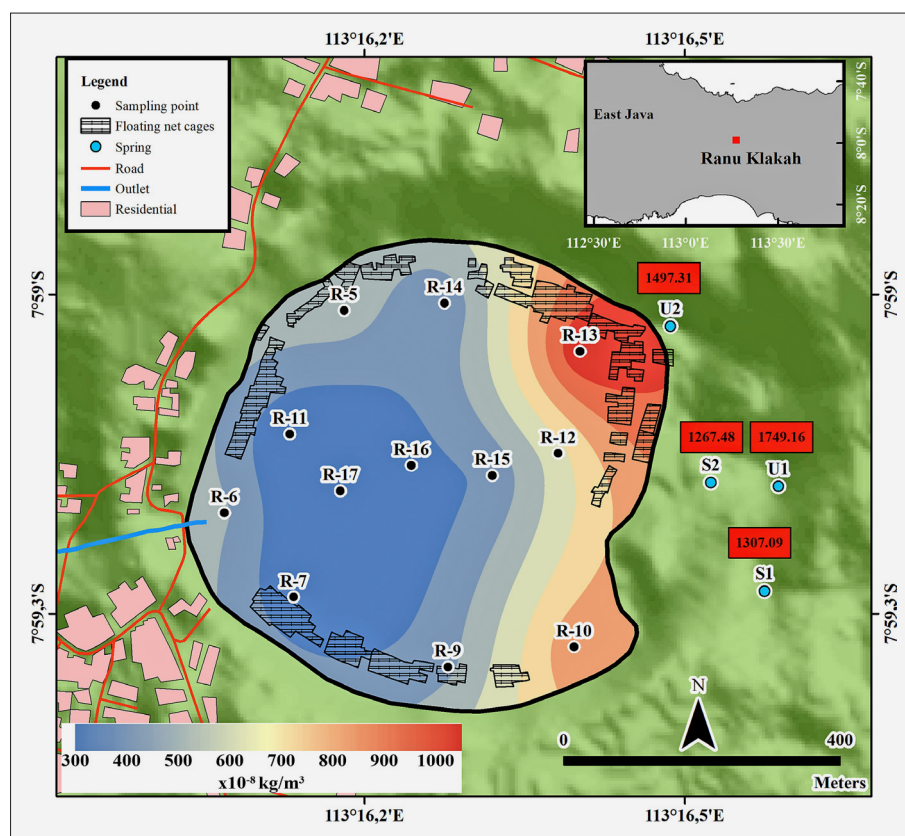 113°16,2'E
113°16,5'E
Legend
Sampling point
Floating net cages
Spring
Road
Outlet
Residential
East Java
Ranu Klakah
7°40'S
8°0'S
8°20'S
112°30'E
113°0'E
113°30'E
7°59'S
7°59'S
1497.31
U2
R-5
R-14
R-13
R-11
R-16
R-12
R-15
R-17
R-6
1267.48
1749.16
S2
U1
1307.09
S1
7°59,3'S
7°59,3'S
R-7
R-9
R-10
N
300 400 500 600 700 800 900 1000
x10⁻⁸ kg/m³
0
400
Meters
113°16,2'E
113°16,5'E